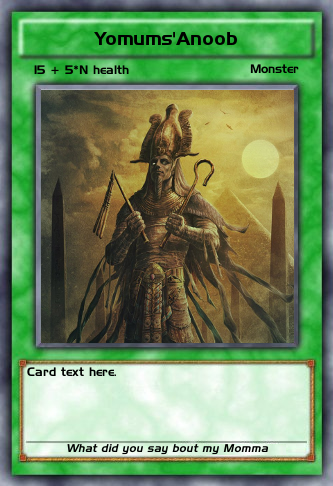 Yomums'Anoob
15 + 5*N health Monster
Card text here.
What did you say bout my Momma